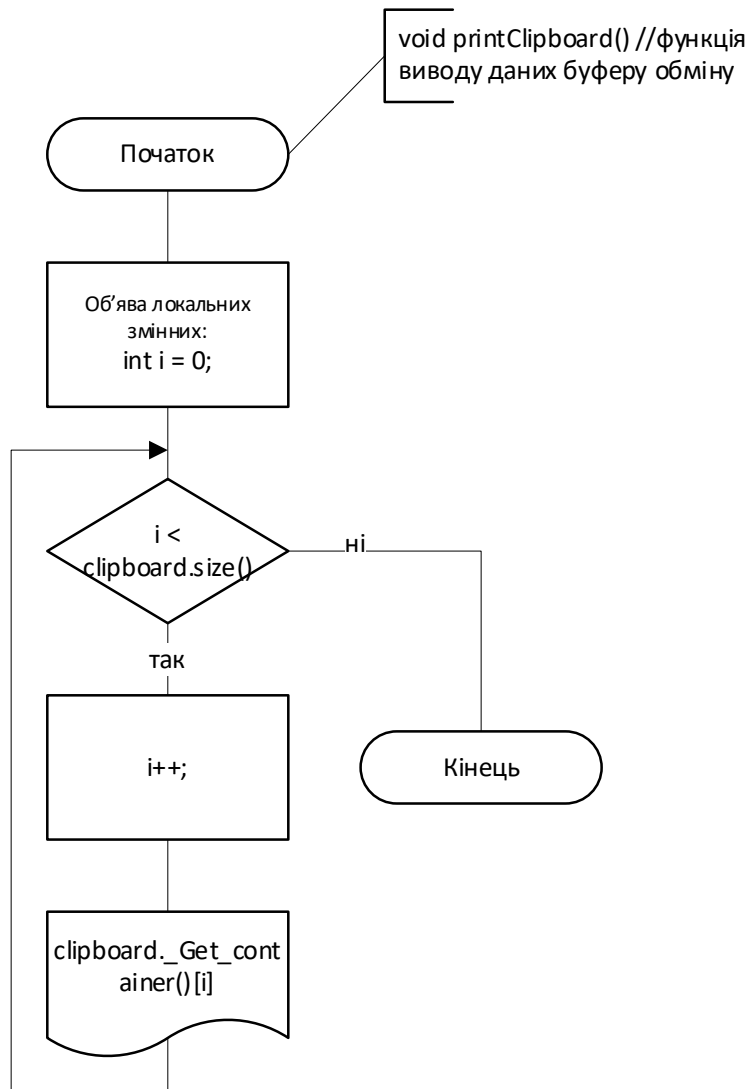 void printClipboard() //функція
виводу даних буферу обміну
Початок
Об’ява локальних
змінних:
int i = 0;
i <
clipboard.size()
ні
так
i++;
Кінець
clipboard._Get_cont
ainer()[i]